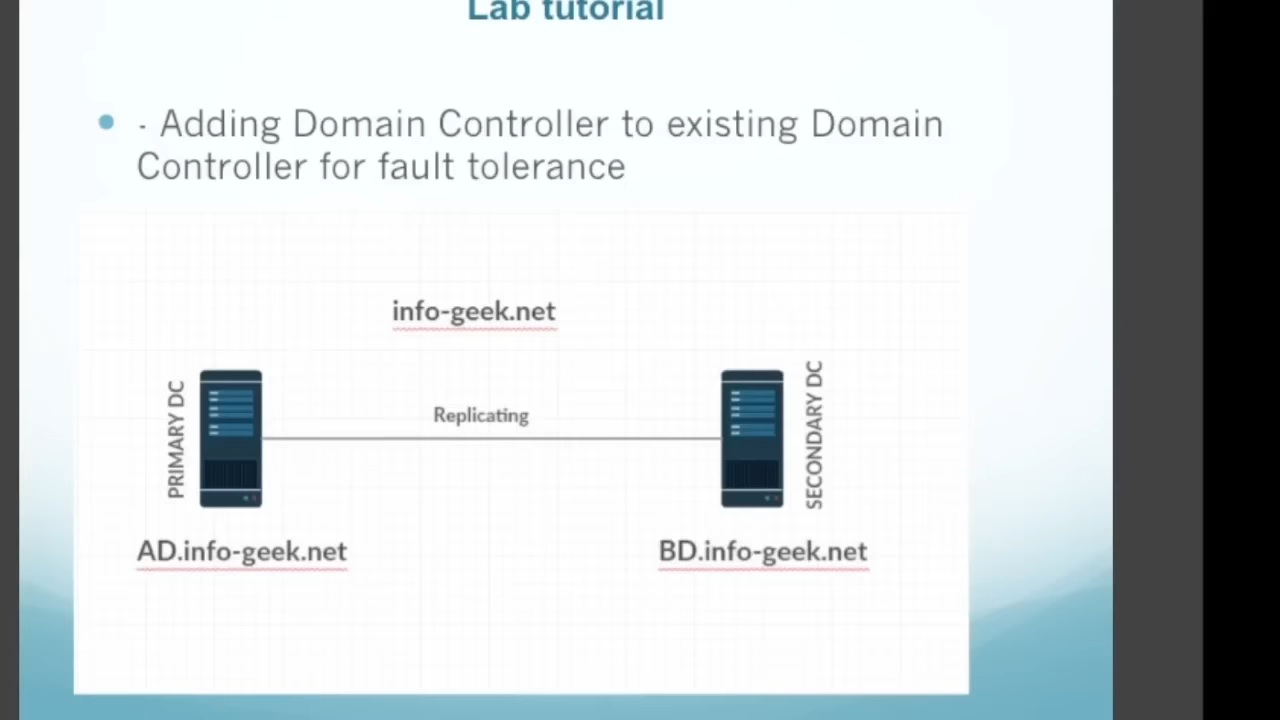 Lab tutorial
- Adding Domain Controller to existing Domain
Controller for fault tolerance
info-geek.net
PRIMARY DC
Replicating
SECONDARY DC
AD.info-geek.net
BD.info-geek.net